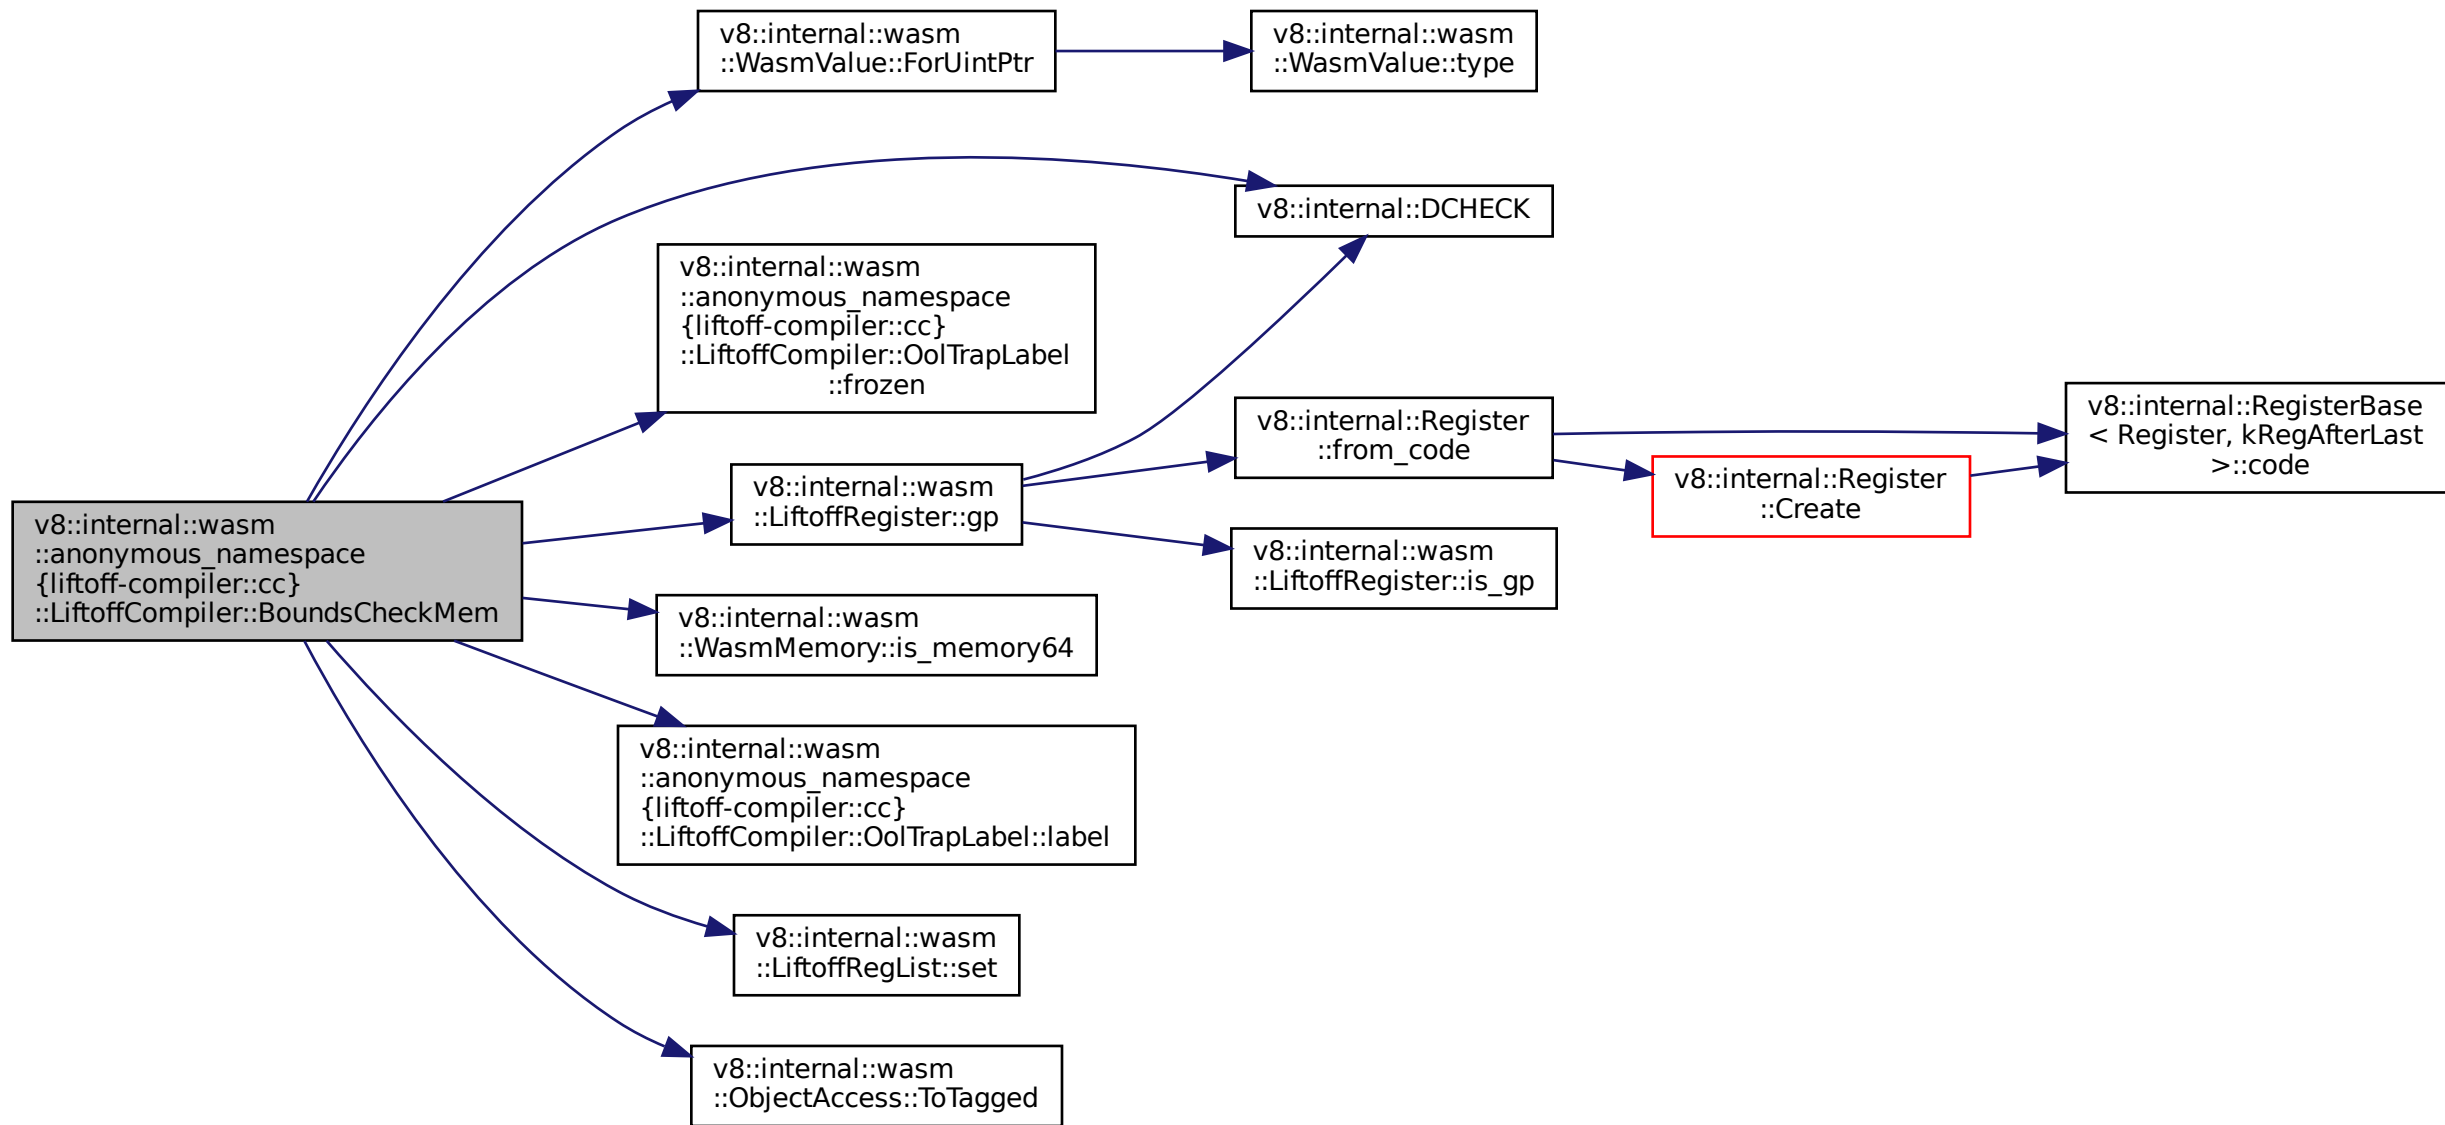 v8::internal::wasm
::anonymous_namespace
{liftoff-compiler::cc}
::LiftoffCompiler::BoundsCheckMem
v8::internal::wasm
::WasmValue::ForUintPtr
v8::internal::wasm
::WasmValue::type
v8::internal::DCHECK
v8::internal::wasm
::anonymous_namespace
{liftoff-compiler::cc}
::LiftoffCompiler::OolTrapLabel
::frozen
v8::internal::wasm
::LiftoffRegister::gp
v8::internal::Register
::from_code
v8::internal::RegisterBase
< Register, kRegAfterLast
>::code
v8::internal::Register
::Create
v8::internal::wasm
::LiftoffRegister::is_gp
v8::internal::wasm
::WasmMemory::is_memory64
v8::internal::wasm
::anonymous_namespace
{liftoff-compiler::cc}
::LiftoffCompiler::OolTrapLabel::label
v8::internal::wasm
::LiftoffRegList::set
v8::internal::wasm
::ObjectAccess::ToTagged